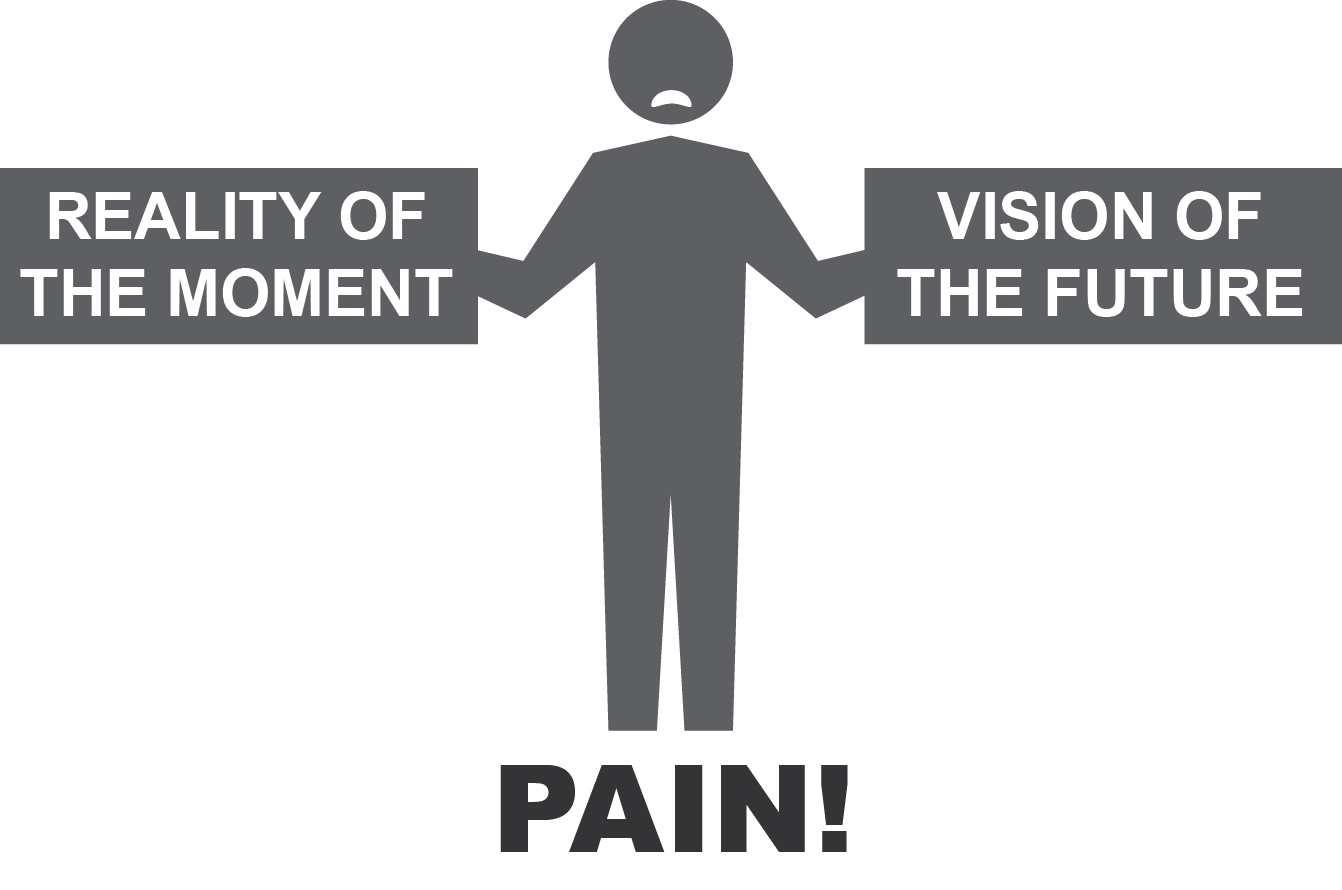 REALITY OF
THE MOMENT
VISION OF
THE FUTURE
PAIN!